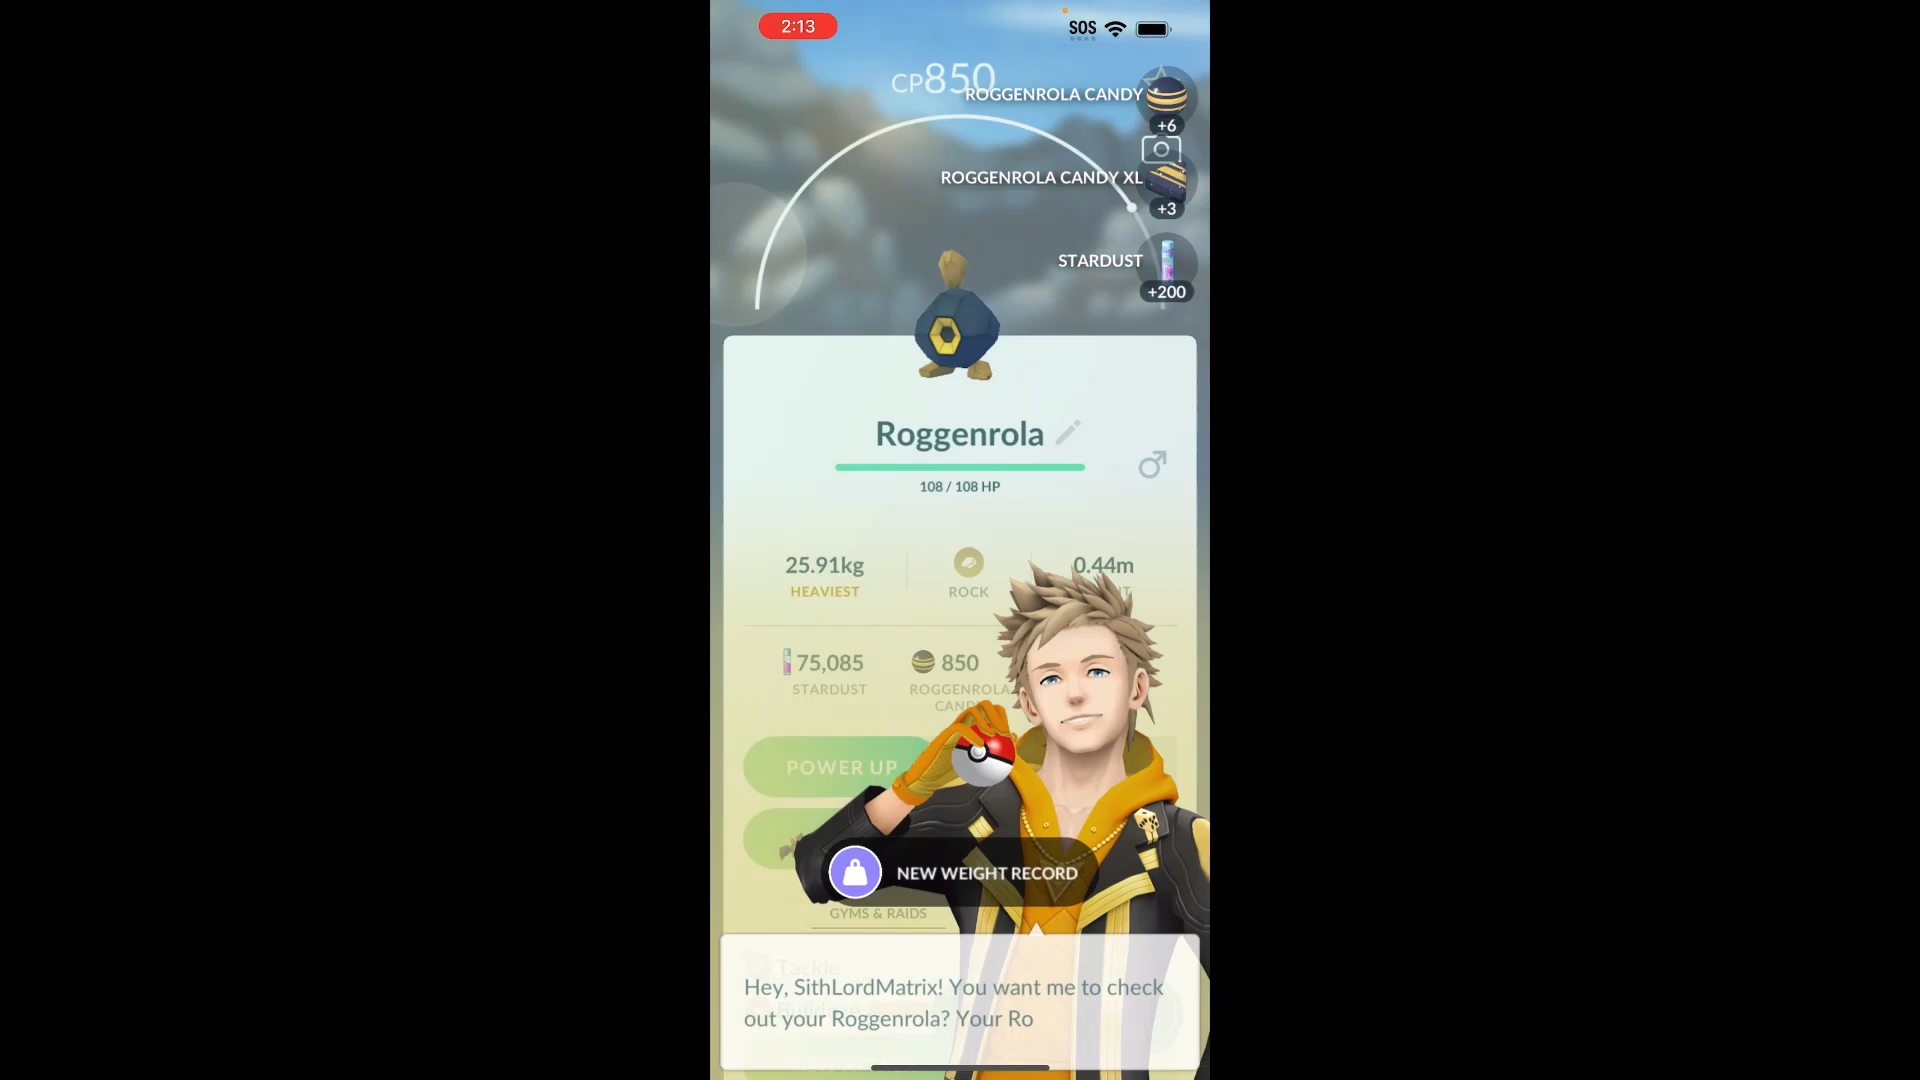 2:13
SOS
CP850
ROGGENROLA CANDY
+6
ROGGENROLA CANDY XL
+3
STARDUST
+200
Roggenrola
108 / 108 HP
25.91kg
HEAVIEST
ROCK
0.44m
75,085
STARDUST
850
ROGGENROLA
CANDY
POWER UP
NEW WEIGHT RECORD
GYMS & RAIDS
Tackle
Hey, SithLordMatrix! You want me to check
out your Roggenrola? Your Ro